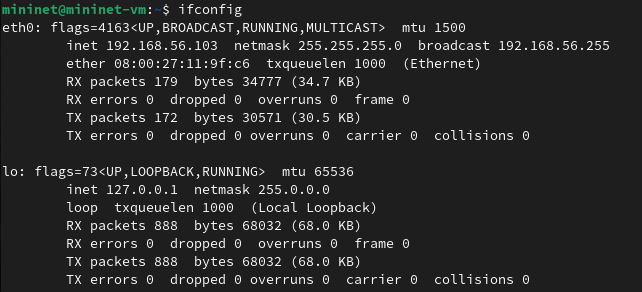 mininet@mininet-vm:~$ ifconfig
eth0: flags=4163<UP,BROADCAST,RUNNING,MULTICAST>  mtu 1500
        inet 192.168.56.103  netmask 255.255.255.0  broadcast 192.168.56.255
        ether 08:00:27:11:9f:c6  txqueuelen 1000  (Ethernet)
        RX packets 179  bytes 34777 (34.7 KB)
        RX errors 0  dropped 0  overruns 0  frame 0
        TX packets 172  bytes 30571 (30.5 KB)
        TX errors 0  dropped 0 overruns 0  carrier 0  collisions 0

lo: flags=73<UP,LOOPBACK,RUNNING>  mtu 65536
        inet 127.0.0.1  netmask 255.0.0.0
        loop  txqueuelen 1000  (Local Loopback)
        RX packets 888  bytes 68032 (68.0 KB)
        RX errors 0  dropped 0  overruns 0  frame 0
        TX packets 888  bytes 68032 (68.0 KB)
        TX errors 0  dropped 0 overruns 0  carrier 0  collisions 0